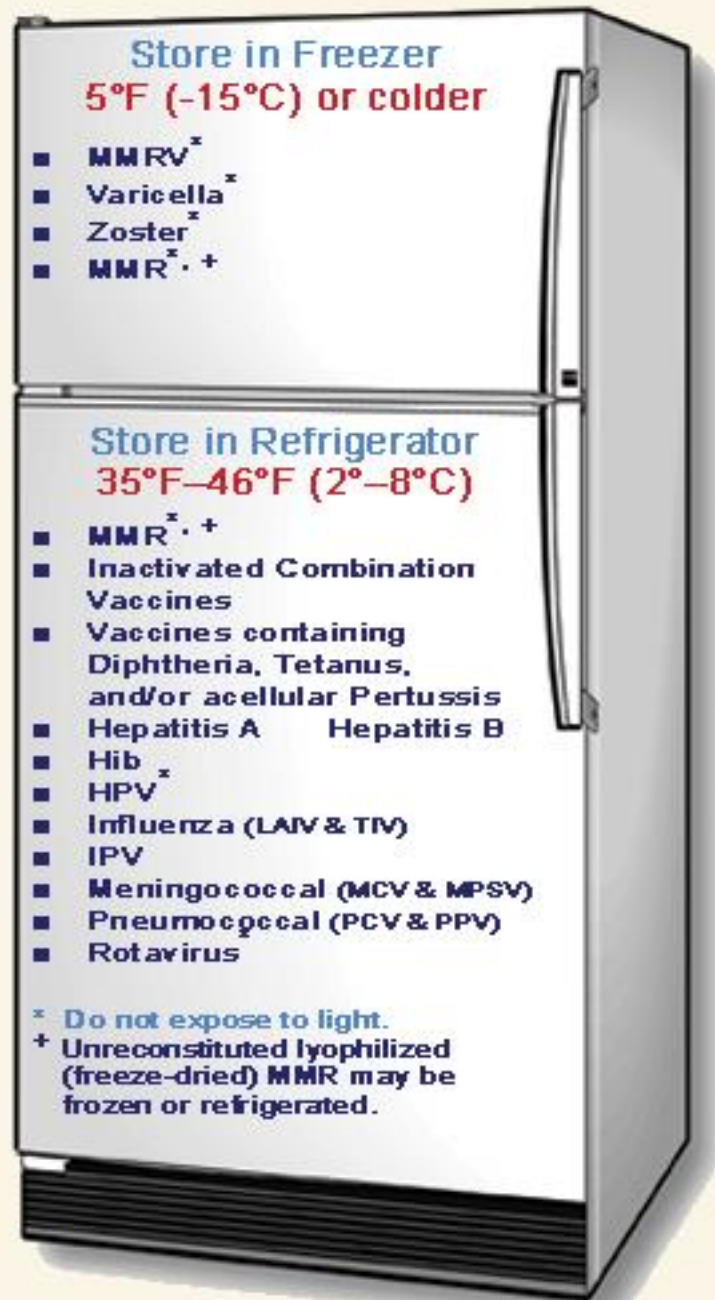 Store in Freezer
5°F (-15°C) or colder
■ MMRV*
■ Varicella*
■ Zoster*
■ MMR*, +
Store in Refrigerator
35°F–46°F (2°–8°C)
■ MMR*, +
■ Inactivated Combination
Vaccines
■ Vaccines containing
Diphtheria, Tetanus,
and/or acellular Pertussis
■ Hepatitis A Hepatitis B
■ Hib
■ HPV*
■ Influenza (LAIV & TIV)
■ IPV
■ Meningococcal (MCV & MPSV)
■ Pneumococcal (PCV & PPV)
■ Rotavirus*
* Do not expose to light.
+ Unreconstituted lyophilized
(freeze-dried) MMR may be
frozen or refrigerated.